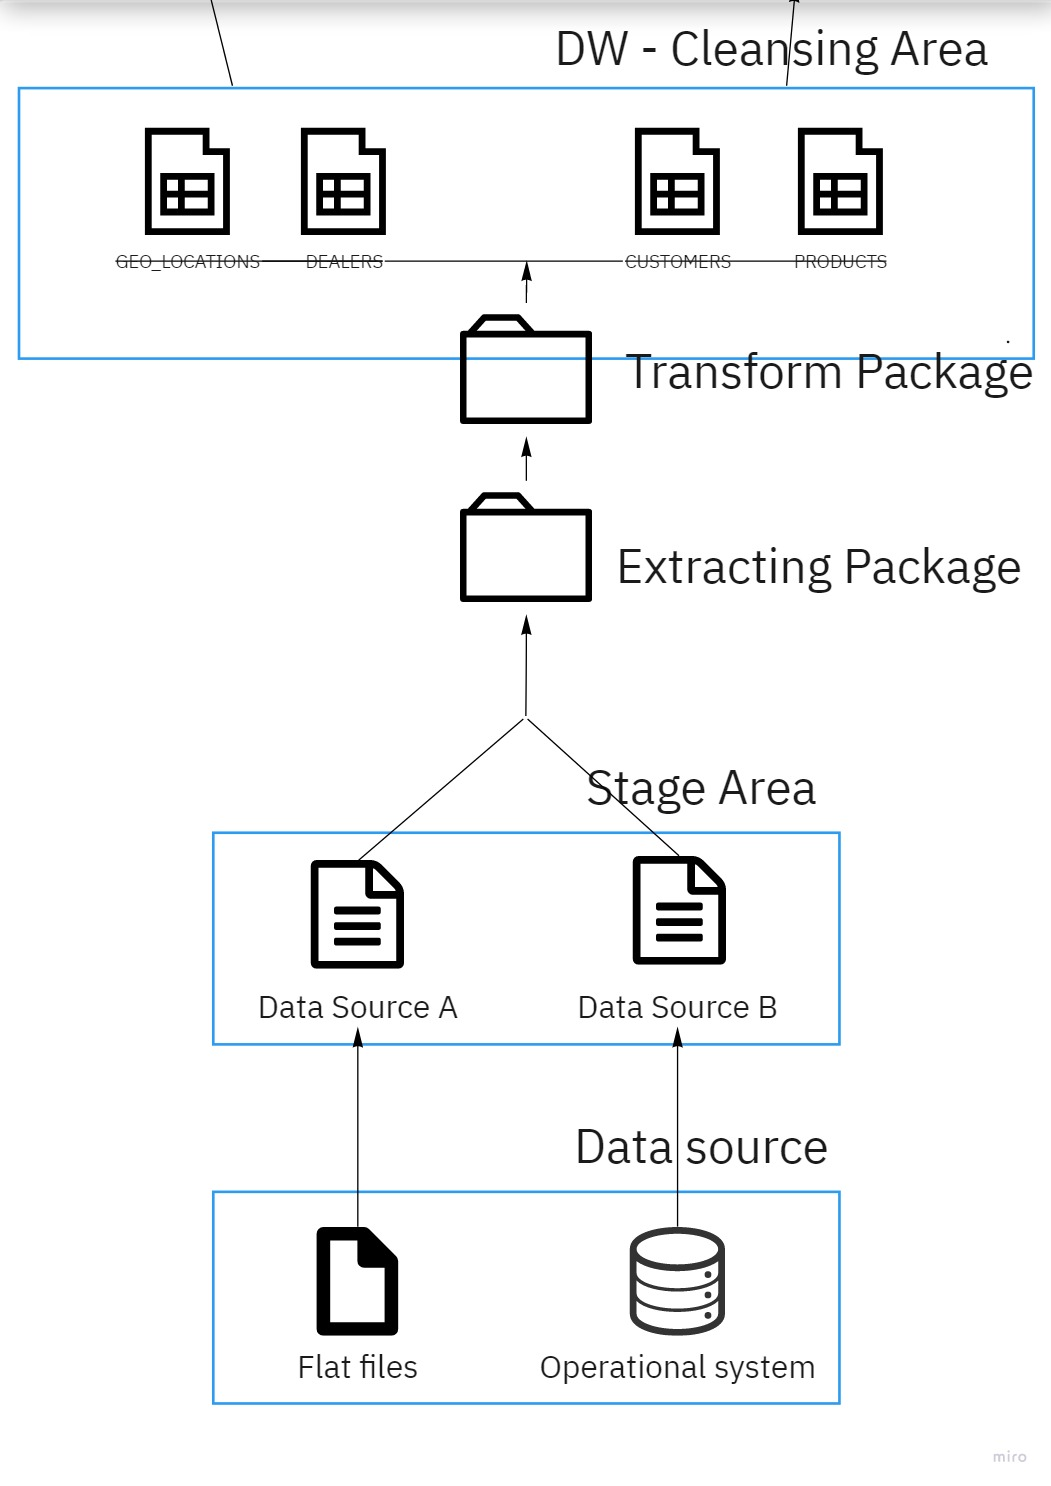 DW - Cleansing Area
GEO_LOCATIONS DEALERS CUSTOMERS PRODUCTS
.
Transform Package
Extracting Package
Stage Area
Data Source A Data Source B
Data source
Flat files Operational system
miro